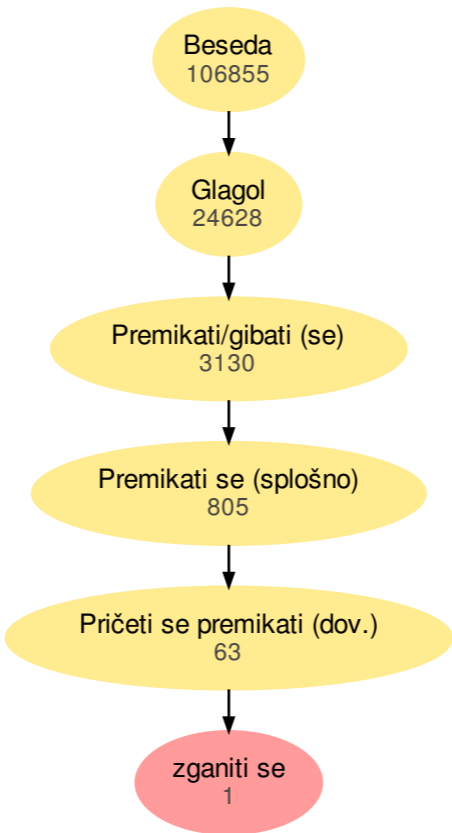 Beseda
106855
Glagol
24628
Premikati/gibati (se)
3130
Premikati se (splošno)
805
Pričeti se premikati (dov.)
63
zganiti se
1